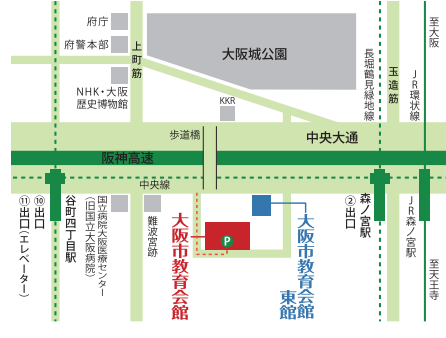 府庁
府警本部
NHK・大阪
歴史博物館
上町筋
大阪城公園
KKR
長堀鶴見緑地線
玉造筋
JR環状線
至大阪
歩道橋
中央大通
阪神高速
中央線
⑪出口(エレベーター)
⑩出口
谷町四丁目駅
国立病院大阪医療センター
(旧国立大阪病院)
難波宮跡
大阪市教育会館
P
大阪市教育会館
東館
②出口
森ノ宮駅
JR森ノ宮駅
至天王寺